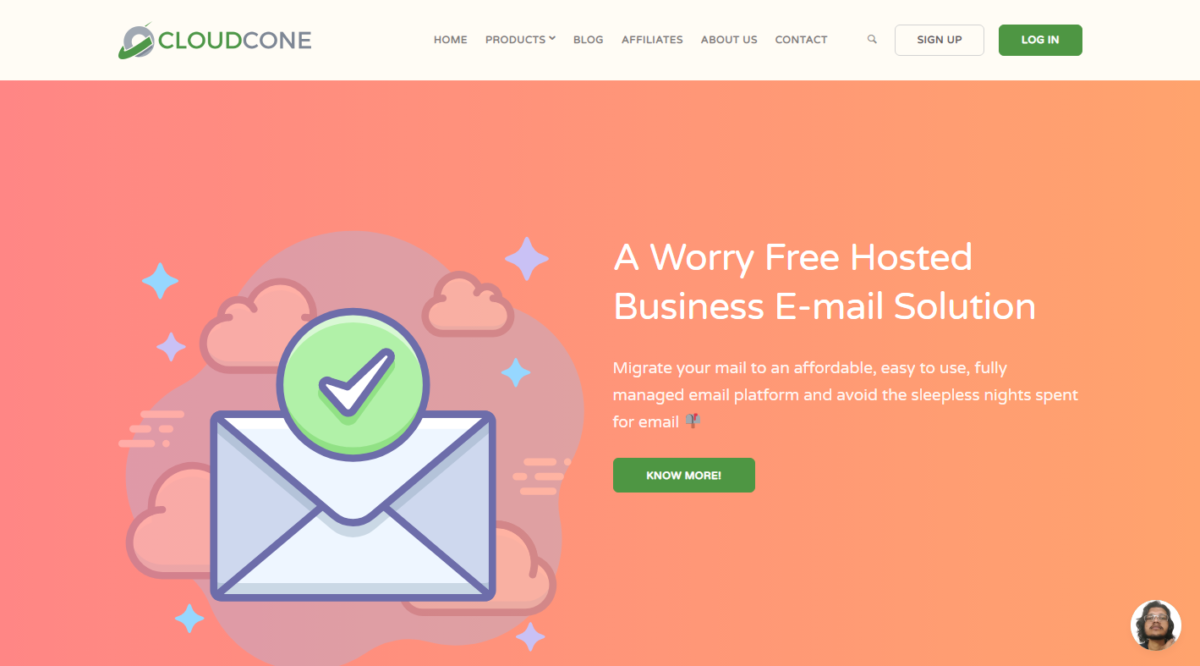 CLOUDCONE
HOME
PRODUCTS
BLOG
AFFILIATES
ABOUT US
CONTACT
SIGN UP
LOG IN
A Worry Free Hosted
Business E-mail Solution
Migrate your mail to an affordable, easy to use, fully
managed email platform and avoid the sleepless nights spent
for email 📬
KNOW MORE!